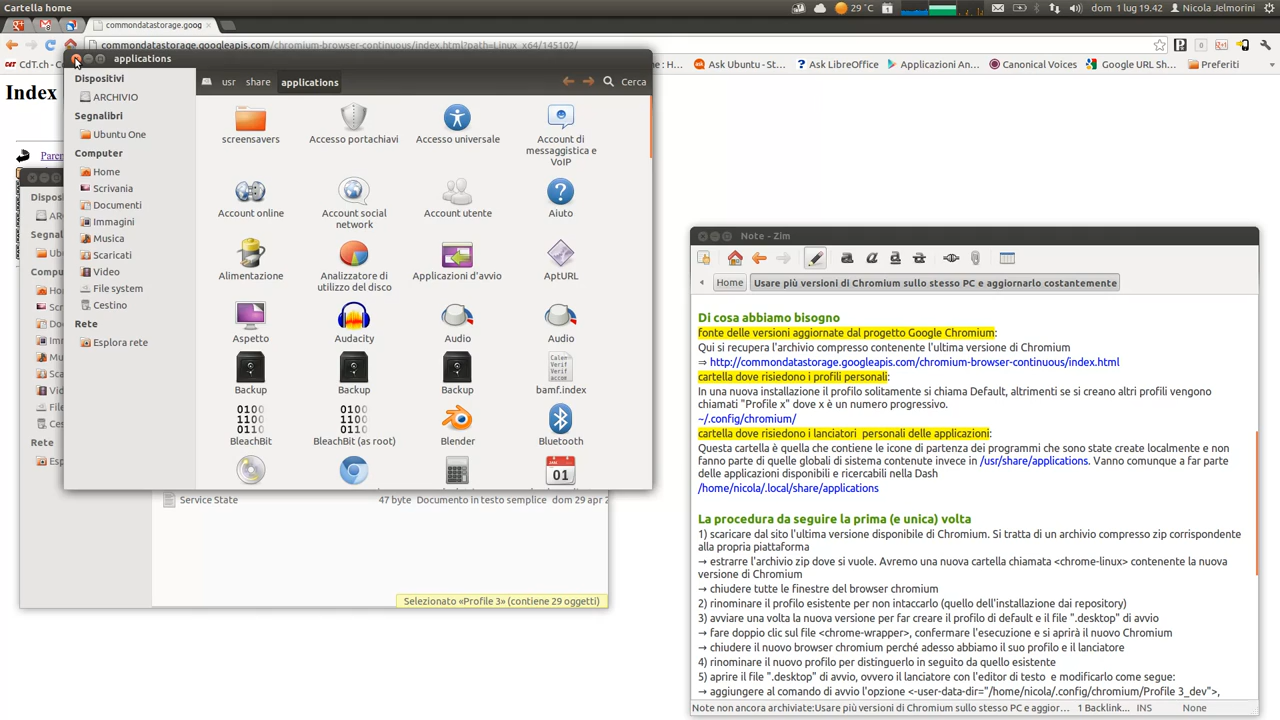 Cartella home
29 °C
dom 1 lug 19.42
Nicola Jelmorini
commondatastorage.goog
commondatastorage.googleapis.com/chromium-browser-continuous/index.html?path=Linux_x64/145102/
CdT.ch - C
Ask Ubuntu - St...
Ask LibreOffice
Applicazioni An...
Canonical Voices
Google URL Sh...
Preferiti
Index
Paren
applications
Dispositivi
ARCHIVIO
Segnalibri
Ubuntu One
Computer
Home
Scrivania
Documenti
Immagini
Musica
Scaricati
Video
File system
Cestino
Rete
Esplora rete
usr
share
applications
Cerca
screensavers
Accesso portachiavi
Accesso universale
Account di
messaggistica e
VoIP
Account online
Account social
network
Account utente
Aiuto
Alimentazione
Analizzatore di
utilizzo del disco
Applicazioni d'avvio
AptURL
Aspetto
Audacity
Audio
Audio
Backup
Backup
Backup
bamf.index
BleachBit
BleachBit (as root)
Blender
Bluetooth
Dispos
AR
Segnal
Ub
Compu
Ho
Scr
Do
Im
Mu
Sca
Vid
File
Ces
Rete
Esp
Service State
47 byte
Documento in testo semplice
dom 29 apr 2
Selezionato «Profile 3» (contiene 29 oggetti)
Note - Zim
Home
Usare più versioni di Chromium sullo stesso PC e aggiornarlo costantemente
Di cosa abbiamo bisogno
fonte delle versioni aggiornate dal progetto Google Chromium:
Qui si recupera l'archivio compresso contenente l'ultima versione di Chromium
⇒ http://commondatastorage.googleapis.com/chromium-browser-continuous/index.html
cartella dove risiedono i profili personali:
In una nuova installazione il profilo solitamente si chiama Default, altrimenti se si creano altri profili vengono
chiamati "Profile x" dove x è un numero progressivo.
~/.config/chromium/
cartella dove risiedono i lanciatori  personali delle applicazioni:
Questa cartella è quella che contiene le icone di partenza dei programmi che sono state create localmente e non
fanno parte di quelle globali di sistema contenute invece in /usr/share/applications. Vanno comunque a far parte
delle applicazioni disponibili e ricercabili nella Dash
/home/nicola/.local/share/applications
La procedura da seguire la prima (e unica) volta
1) scaricare dal sito l'ultima versione disponibile di Chromium. Si tratta di un archivio compresso zip corrispondente
alla propria piattaforma
→ estrarre l'archivio zip dove si vuole. Avremo una nuova cartella chiamata <chrome-linux> contenente la nuova
versione di Chromium
→ chiudere tutte le finestre del browser chromium
2) rinominare il profilo esistente per non intaccarlo (quello dell'installazione dai repository)
3) avviare una volta la nuova versione per far creare il profilo di default e il file ".desktop" di avvio
→ fare doppio clic sul file <chrome-wrapper>, confermare l'esecuzione e si aprirà il nuovo Chromium
→ chiudere il nuovo browser chromium perché adesso abbiamo il suo profilo e il lanciatore
4) rinominare il nuovo profilo per distinguerlo in seguito da quello esistente
5) aprire il file ".desktop" di avvio, ovvero il lanciatore con l'editor di testo  e modificarlo come segue:
→ aggiungere al comando di avvio l'opzione <-user-data-dir="/home/nicola/.config/chromium/Profile 3_dev">,
Note non ancora archiviate:Usare più versioni di Chromium sullo stesso PC e aggior...
1 Backlink...
INS
None